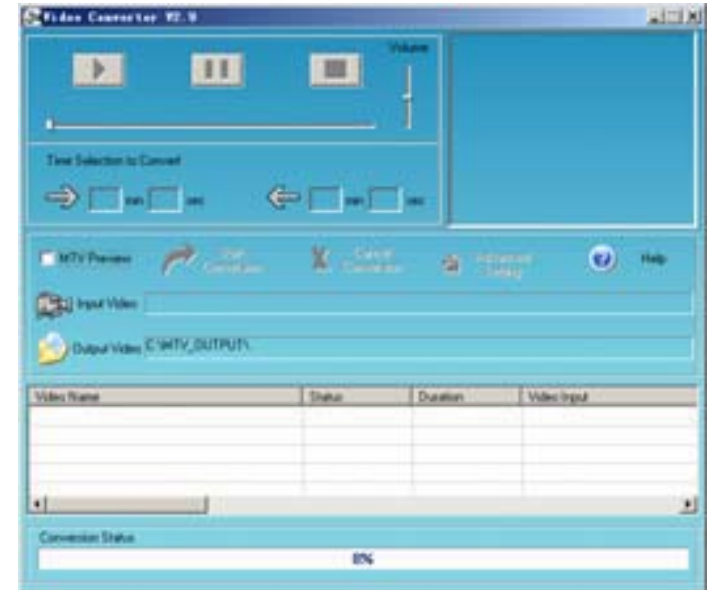 Video Converter V2.9
Volume
Time Selection to Convert
min sec min sec
MTV Preview Start Conversion Cancel Conversion Advanced Setting Help
Input Video
Output Video C:\MTV_OUTPUT\
Video Name Status Duration Video Input
Conversion Status
0%